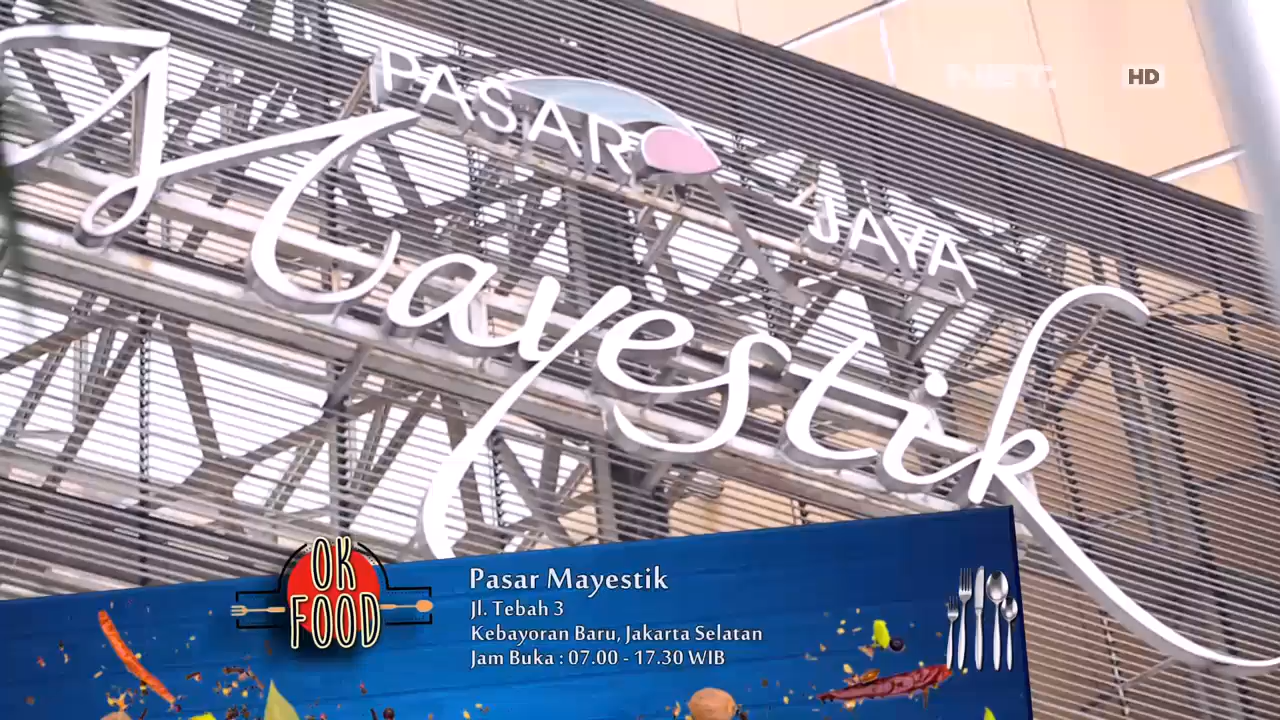 NET.
HD
PASAR JAYA
Mayestik
OK
FOOD
Pasar Mayestik
Jl. Tebah 3
Kebayoran Baru, Jakarta Selatan
Jam Buka : 07.00 - 17.30 WIB